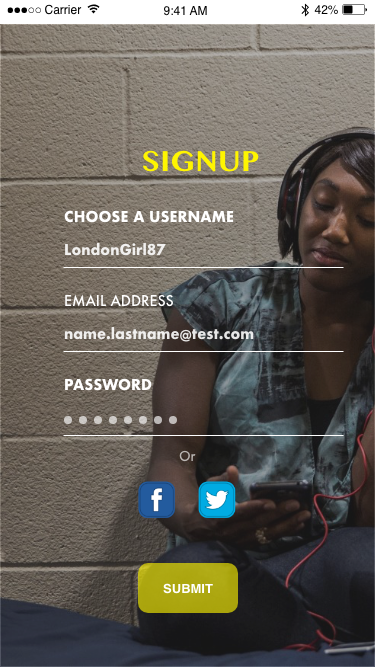 Carrier 9:41 AM 42%
SIGNUP
CHOOSE A USERNAME
LondonGirl87
EMAIL ADDRESS
name.lastname@test.com
PASSWORD
Or
f
SUBMIT